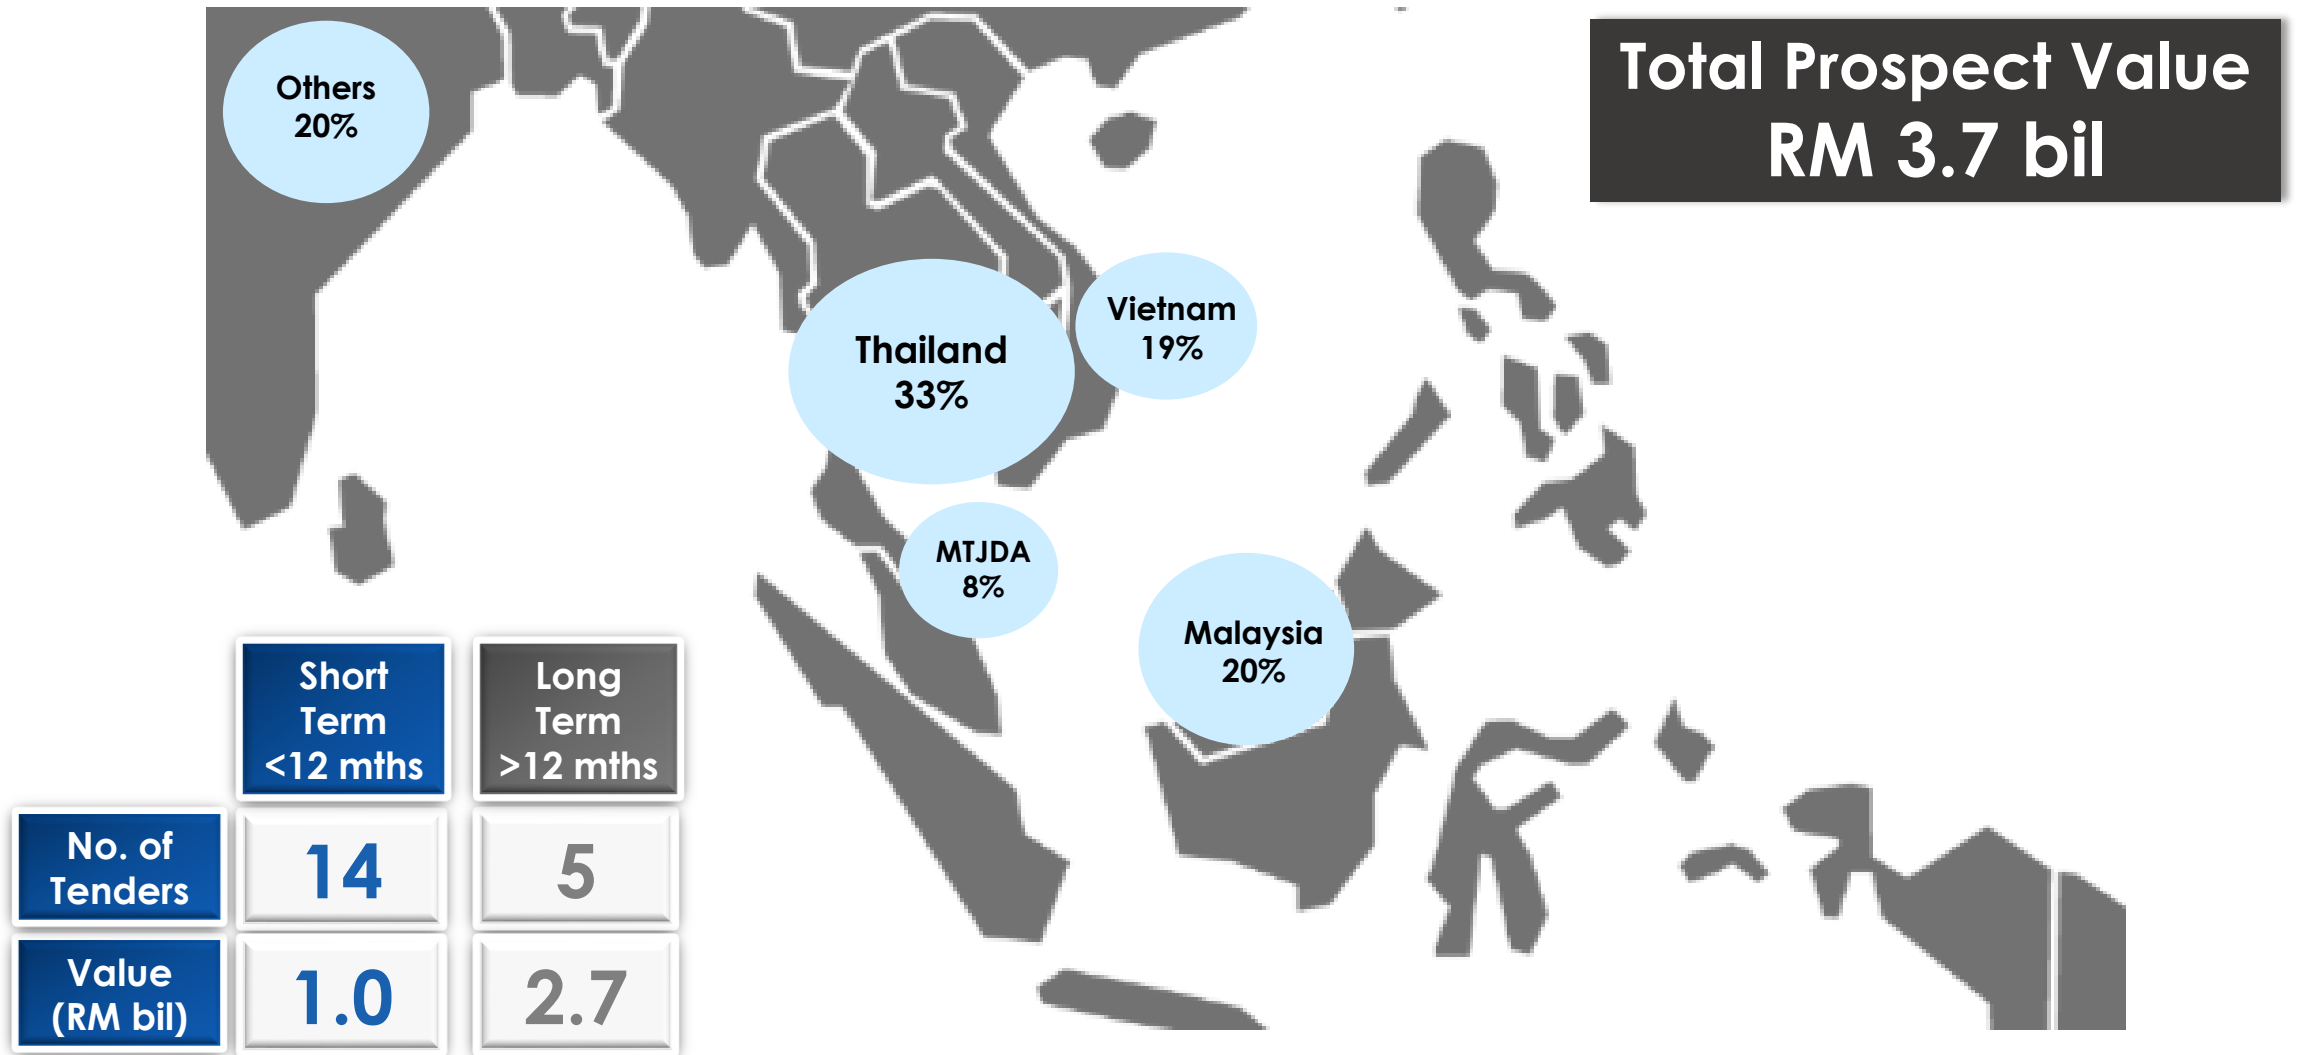 Total Prospect Value
RM 3.7 bil
Others
20%
Thailand
33%
Vietnam
19%
MTJDA
8%
Malaysia
20%
Short
Term
<12 mths
Long
Term
>12 mths
No. of
Tenders
14
5
Value
(RM bil)
1.0
2.7